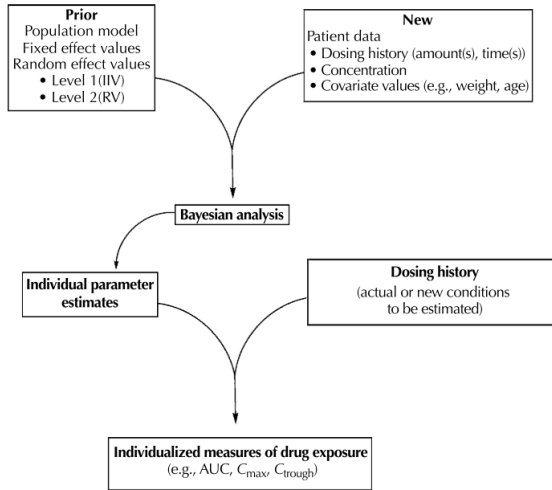 Prior
Population model
Fixed effect values
Random effect values
• Level 1(IIV)
• Level 2(RV)
New
Patient data
• Dosing history (amount(s), time(s))
• Concentration
• Covariate values (e.g., weight, age)
Bayesian analysis
Individual parameter
estimates
Dosing history
(actual or new conditions
to be estimated)
Individualized measures of drug exposure
(e.g., AUC, Cmax, Ctrough)